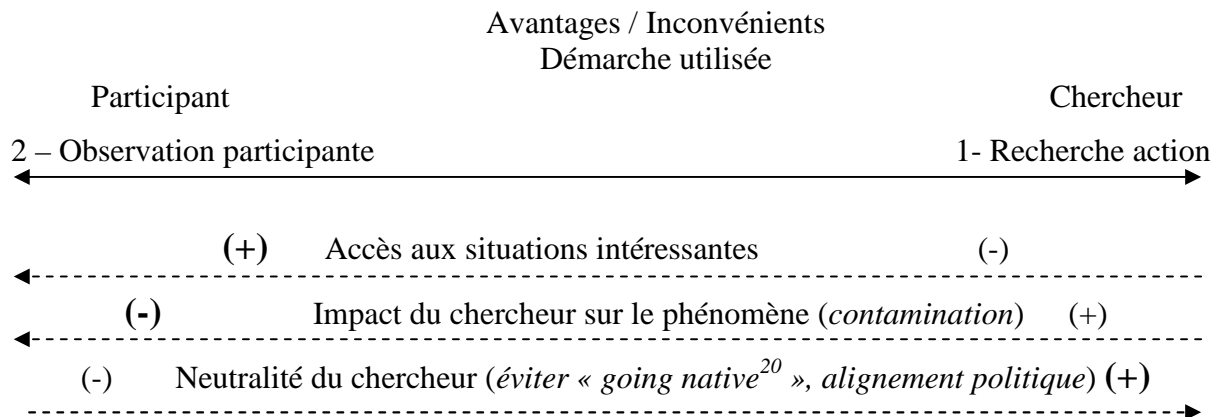 Avantages / Inconvénients
Démarche utilisée
Participant Chercheur
2 – Observation participante 1- Recherche action
(+) Accès aux situations intéressantes (-)
(-) Impact du chercheur sur le phénomène (contamination) (+)
(-) Neutralité du chercheur (éviter « going native20 », alignement politique) (+)